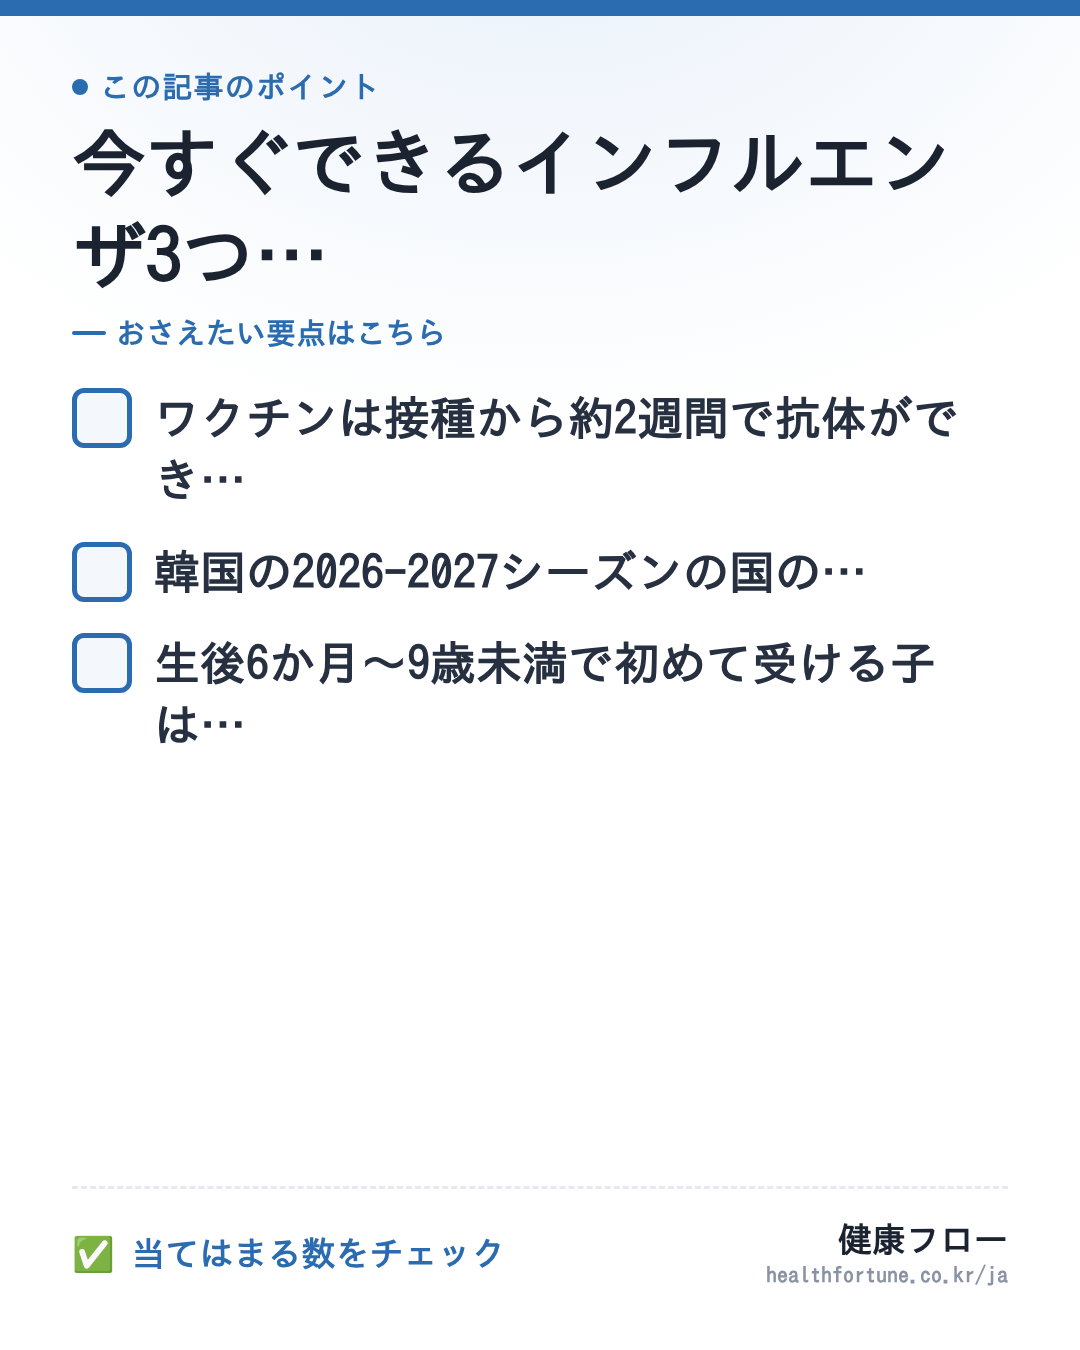 この記事のポイント
今すぐできるインフルエン
ザ3つ…
おさえたい要点はこちら
ワクチンは接種から約2週間で抗体がで
き…
韓国の2026-2027シーズンの国の…
生後6か月〜9歳未満で初めて受ける子
は…
✅ 当てはまる数をチェック
健康フロー
healthfortune.co.kr/ja